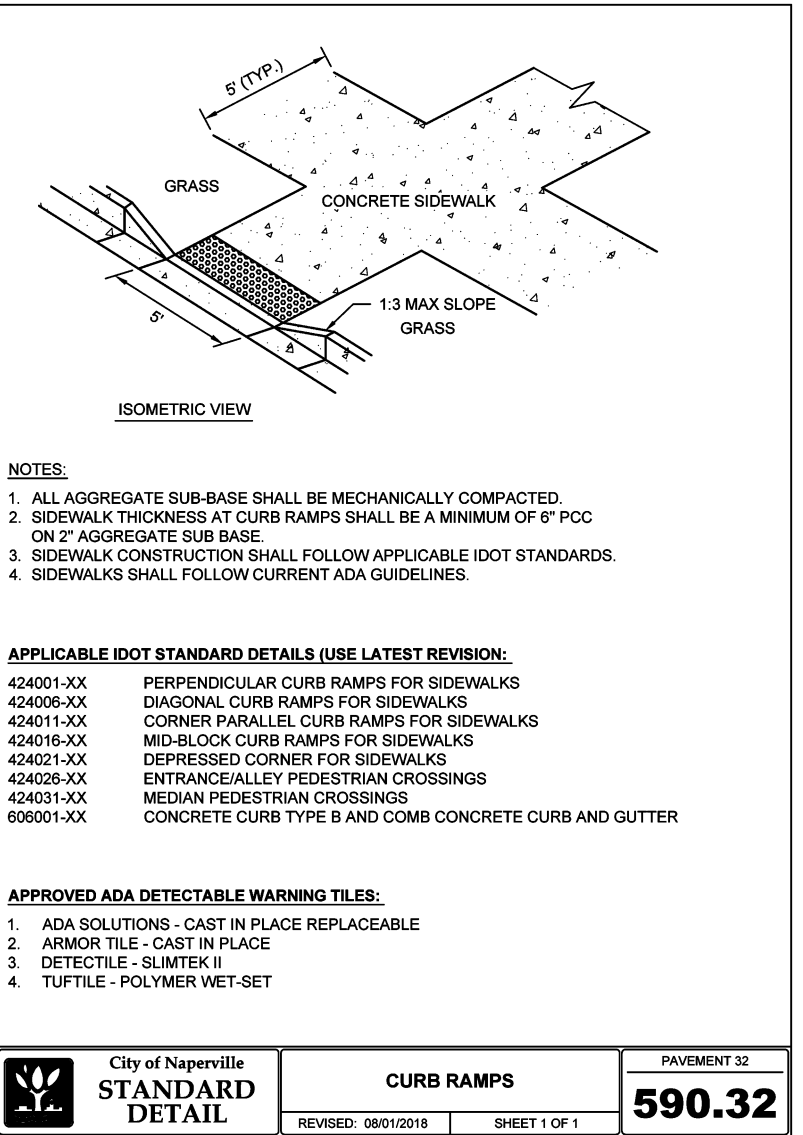 5' (TYP.)
GRASS
CONCRETE SIDEWALK
5'
1:3 MAX SLOPE
GRASS
ISOMETRIC VIEW
NOTES:
1. ALL AGGREGATE SUB-BASE SHALL BE MECHANICALLY COMPACTED.
2. SIDEWALK THICKNESS AT CURB RAMPS SHALL BE A MINIMUM OF 6" PCC
ON 2" AGGREGATE SUB BASE.
3. SIDEWALK CONSTRUCTION SHALL FOLLOW APPLICABLE IDOT STANDARDS.
4. SIDEWALKS SHALL FOLLOW CURRENT ADA GUIDELINES.
APPLICABLE IDOT STANDARD DETAILS (USE LATEST REVISION:
424001-XX PERPENDICULAR CURB RAMPS FOR SIDEWALKS
424006-XX DIAGONAL CURB RAMPS FOR SIDEWALKS
424011-XX CORNER PARALLEL CURB RAMPS FOR SIDEWALKS
424016-XX MID-BLOCK CURB RAMPS FOR SIDEWALKS
424021-XX DEPRESSED CORNER FOR SIDEWALKS
424026-XX ENTRANCE/ALLEY PEDESTRIAN CROSSINGS
424031-XX MEDIAN PEDESTRIAN CROSSINGS
606001-XX CONCRETE CURB TYPE B AND COMB CONCRETE CURB AND GUTTER
APPROVED ADA DETECTABLE WARNING TILES:
1. ADA SOLUTIONS - CAST IN PLACE REPLACEABLE
2. ARMOR TILE - CAST IN PLACE
3. DETECTILE - SLIMTEK II
4. TUFTILE - POLYMER WET-SET
City of Naperville
STANDARD
DETAIL
CURB RAMPS
REVISED: 08/01/2018
SHEET 1 OF 1
PAVEMENT 32
590.32